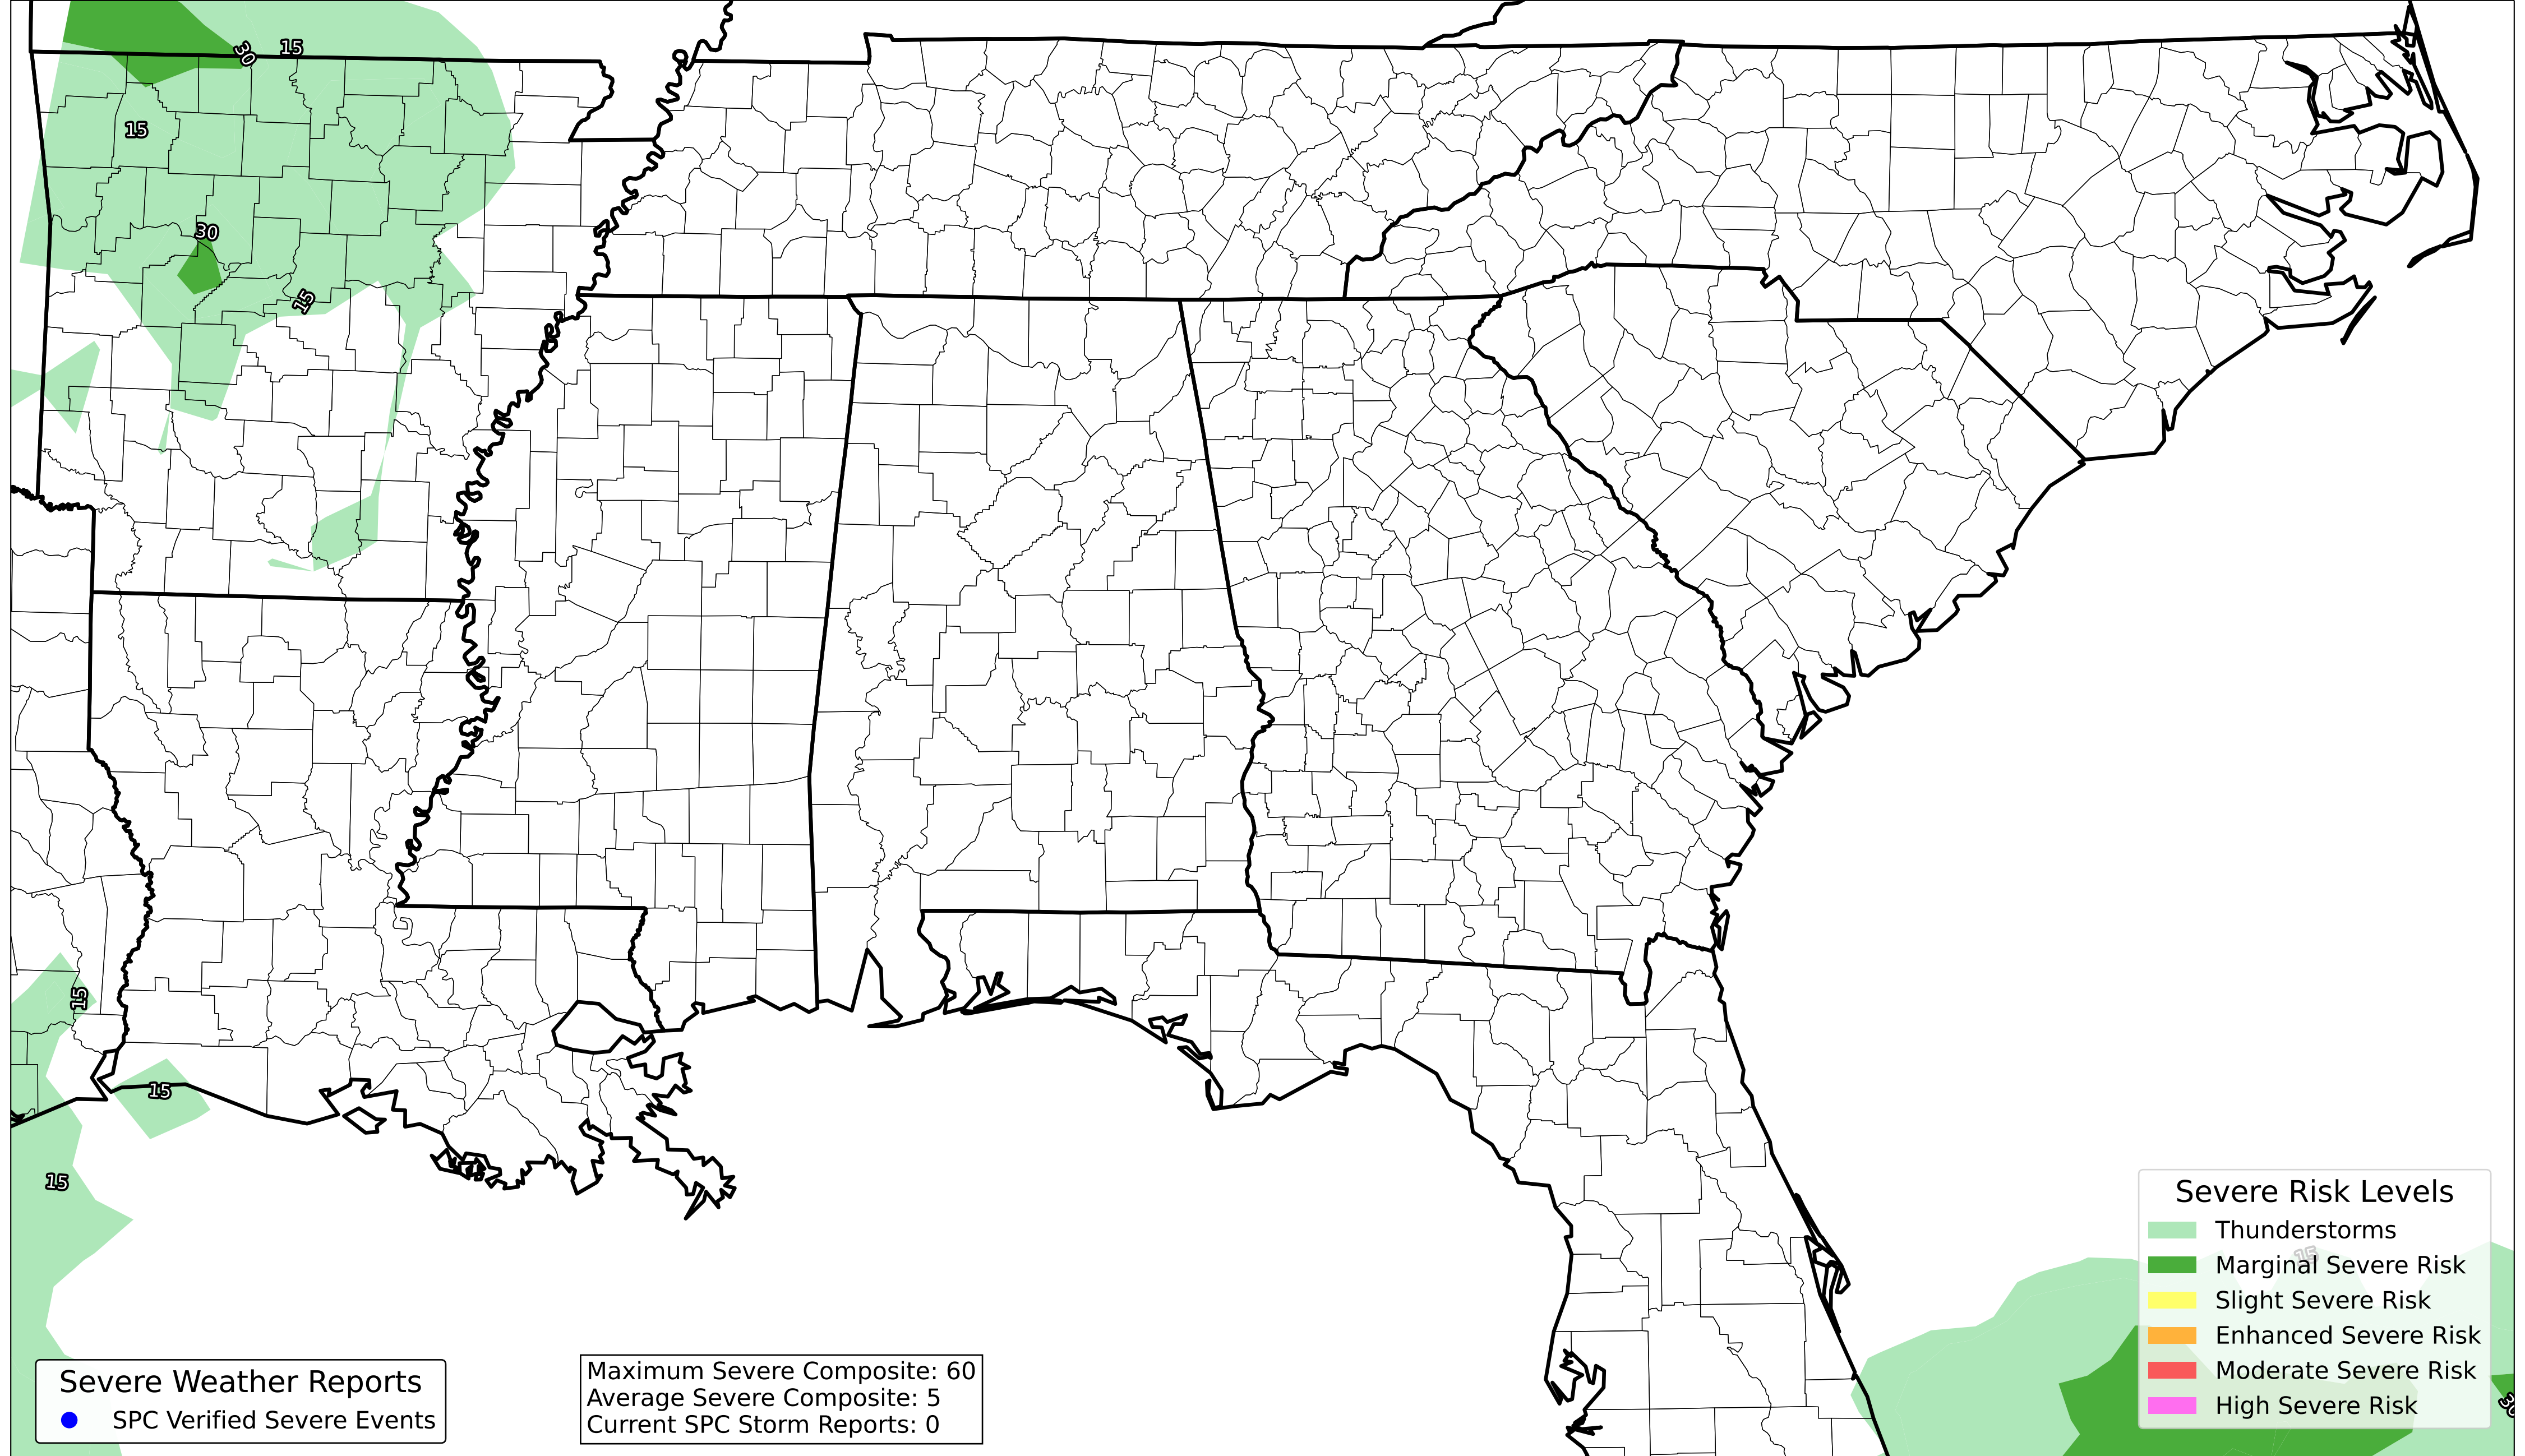 30
15
15
30
15
15
15
15
15
30
Severe Risk Levels
Thunderstorms
Marginal Severe Risk
Slight Severe Risk
Enhanced Severe Risk
Moderate Severe Risk
High Severe Risk
Severe Weather Reports
SPC Verified Severe Events
Maximum Severe Composite: 60
Average Severe Composite: 5
Current SPC Storm Reports: 0